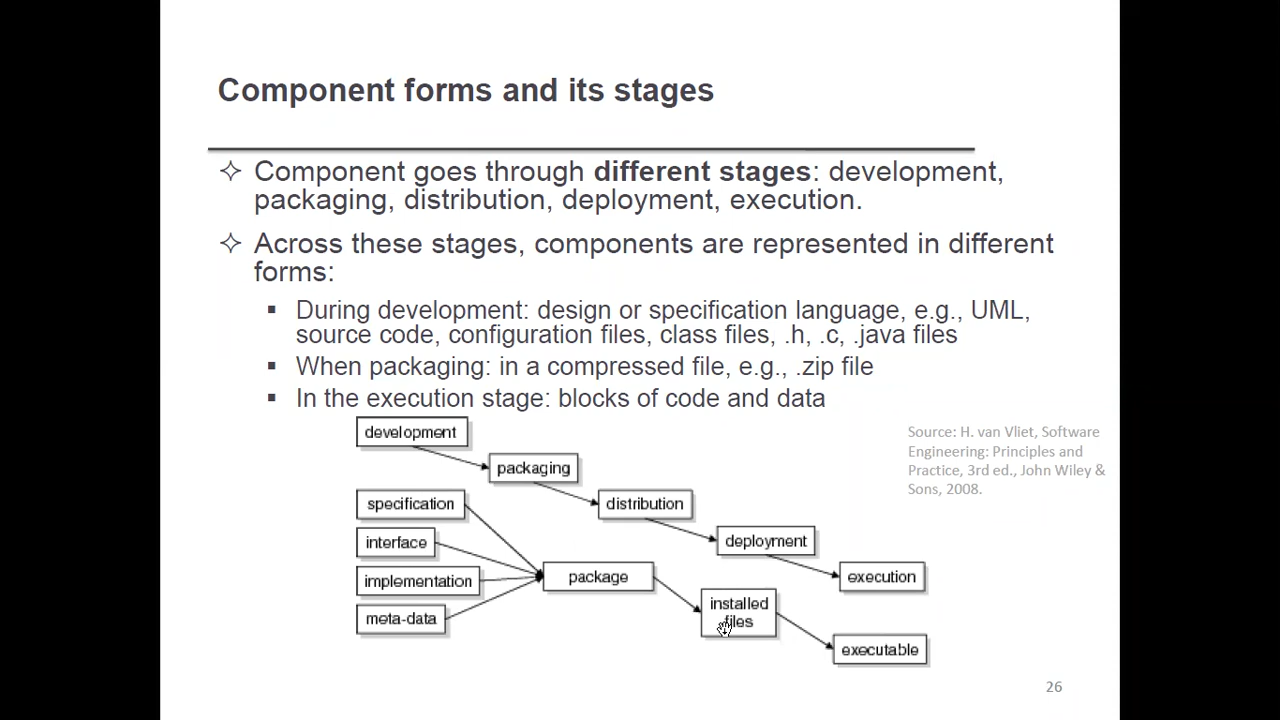 Component forms and its stages
Component goes through different stages: development,
packaging, distribution, deployment, execution.
Across these stages, components are represented in different
forms:
During development: design or specification language, e.g., UML,
source code, configuration files, class files, .h, .c, .java files
When packaging: in a compressed file, e.g., .zip file
In the execution stage: blocks of code and data
development
packaging
distribution
deployment
execution
specification
interface
implementation
meta-data
package
installed
files
executable
Source: H. van Vliet, Software
Engineering: Principles and
Practice, 3rd ed., John Wiley &
Sons, 2008.
26